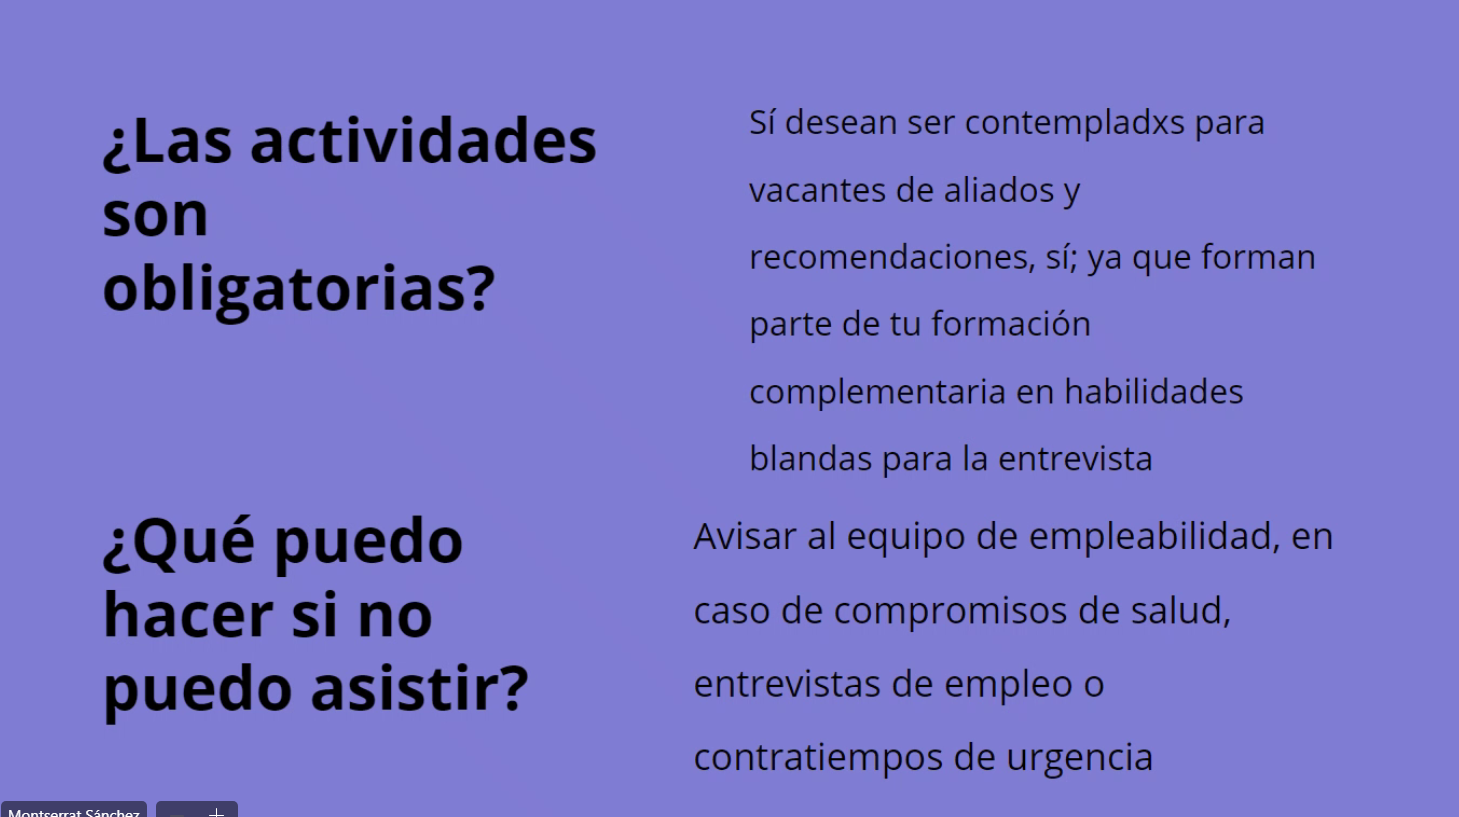 ¿Las actividades
son
obligatorias?
Sí desean ser contempladxs para
vacantes de aliados y
recomendaciones, sí; ya que forman
parte de tu formación
complementaria en habilidades
blandas para la entrevista
¿Qué puedo
hacer si no
puedo asistir?
Avisar al equipo de empleabilidad, en
caso de compromisos de salud,
entrevistas de empleo o
contratiempos de urgencia
Montserrat Sánchez